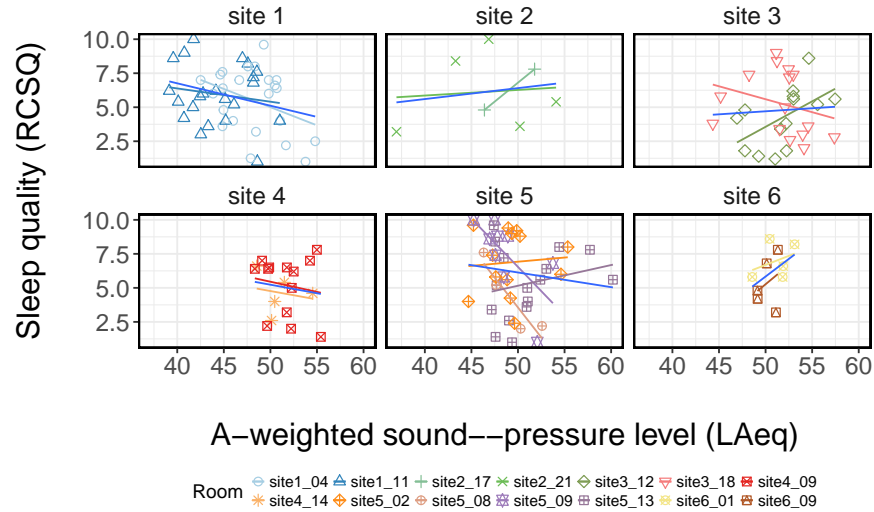 site 1 site 2 site 3
10.0
7.5
5.0
2.5
site 4 site 5 site 6
10.0
7.5
5.0
2.5
40 45 50 55 60 40 45 50 55 60 40 45 50 55 60
Sleep quality (RCSQ)
A−weighted sound−−pressure level (LAeq)
Room site1_04 site1_11 site2_17 site2_21 site3_12 site3_18 site4_09
site4_14 site5_02 site5_08 site5_09 site5_13 site6_01 site6_09